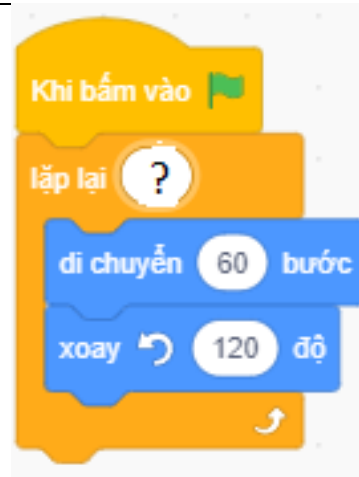 Khi bấm vào
lặp lại ?
di chuyển 60 bước
xoay 120 độ